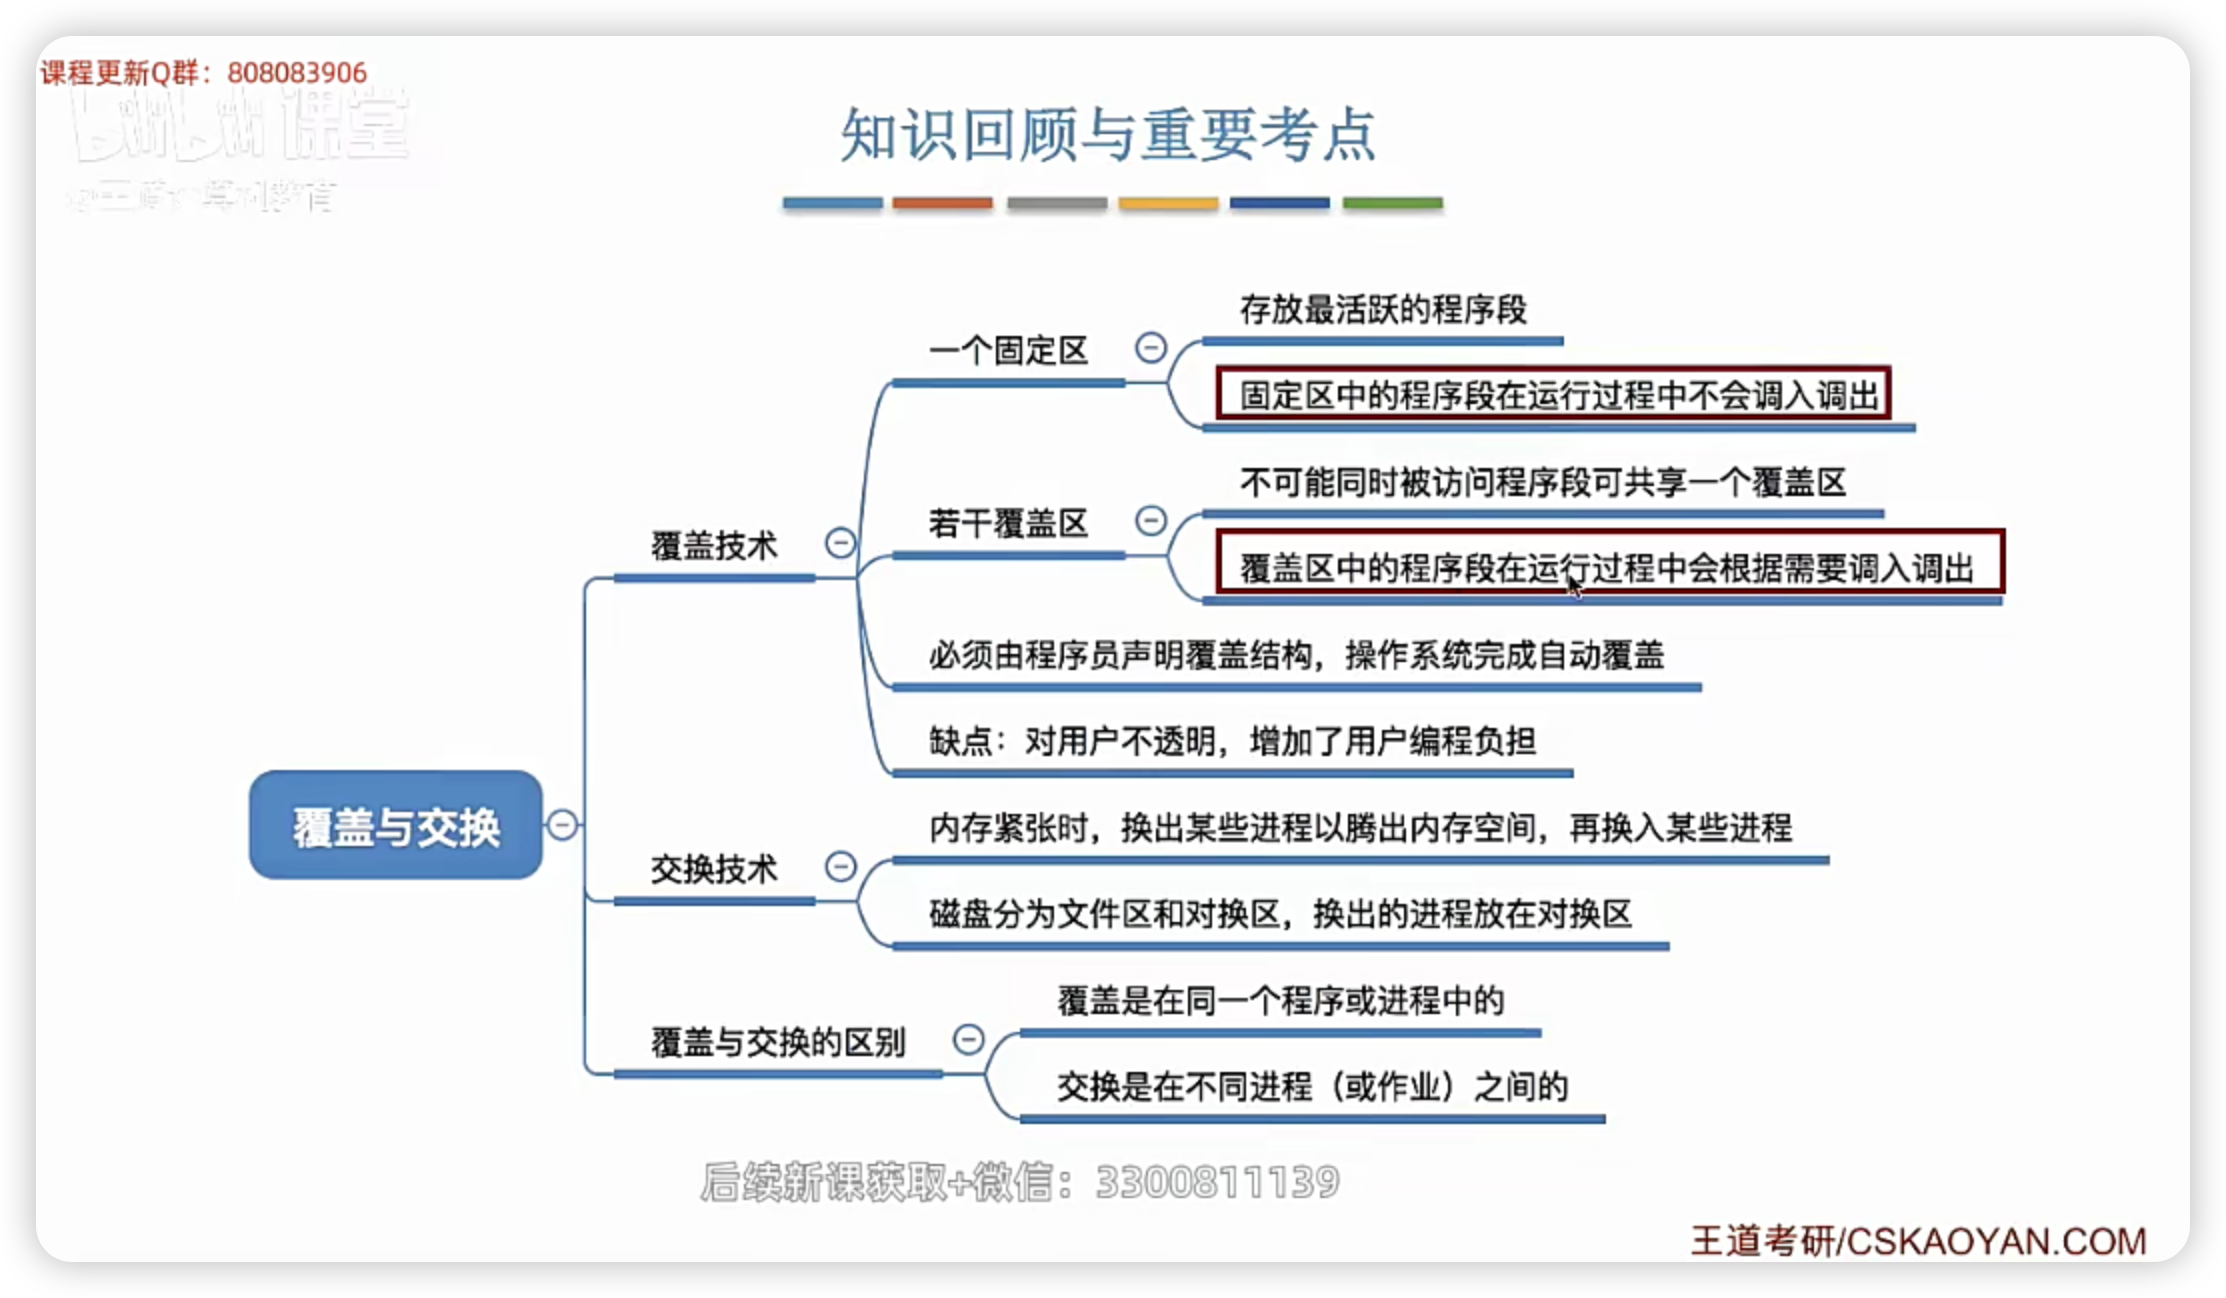 课程更新Q群：808083906
课堂
知识回顾与重要考点
存放最活跃的程序段
一个固定区
固定区中的程序段在运行过程中不会调入调出
不可能同时被访问程序段可共享一个覆盖区
若干覆盖区
覆盖技术
覆盖区中的程序段在运行过程中会根据需要调入调出
必须由程序员声明覆盖结构，操作系统完成自动覆盖
缺点：对用户不透明，增加了用户编程负担
覆盖与交换
内存紧张时，换出某些进程以腾出内存空间，再换入某些进程
交换技术
磁盘分为文件区和对换区，换出的进程放在对换区
覆盖是在同一个程序或进程中的
覆盖与交换的区别
交换是在不同进程（或作业）之间的
后续新课获取+微信：3300811139
王道考研/CSKAOYAN.COM